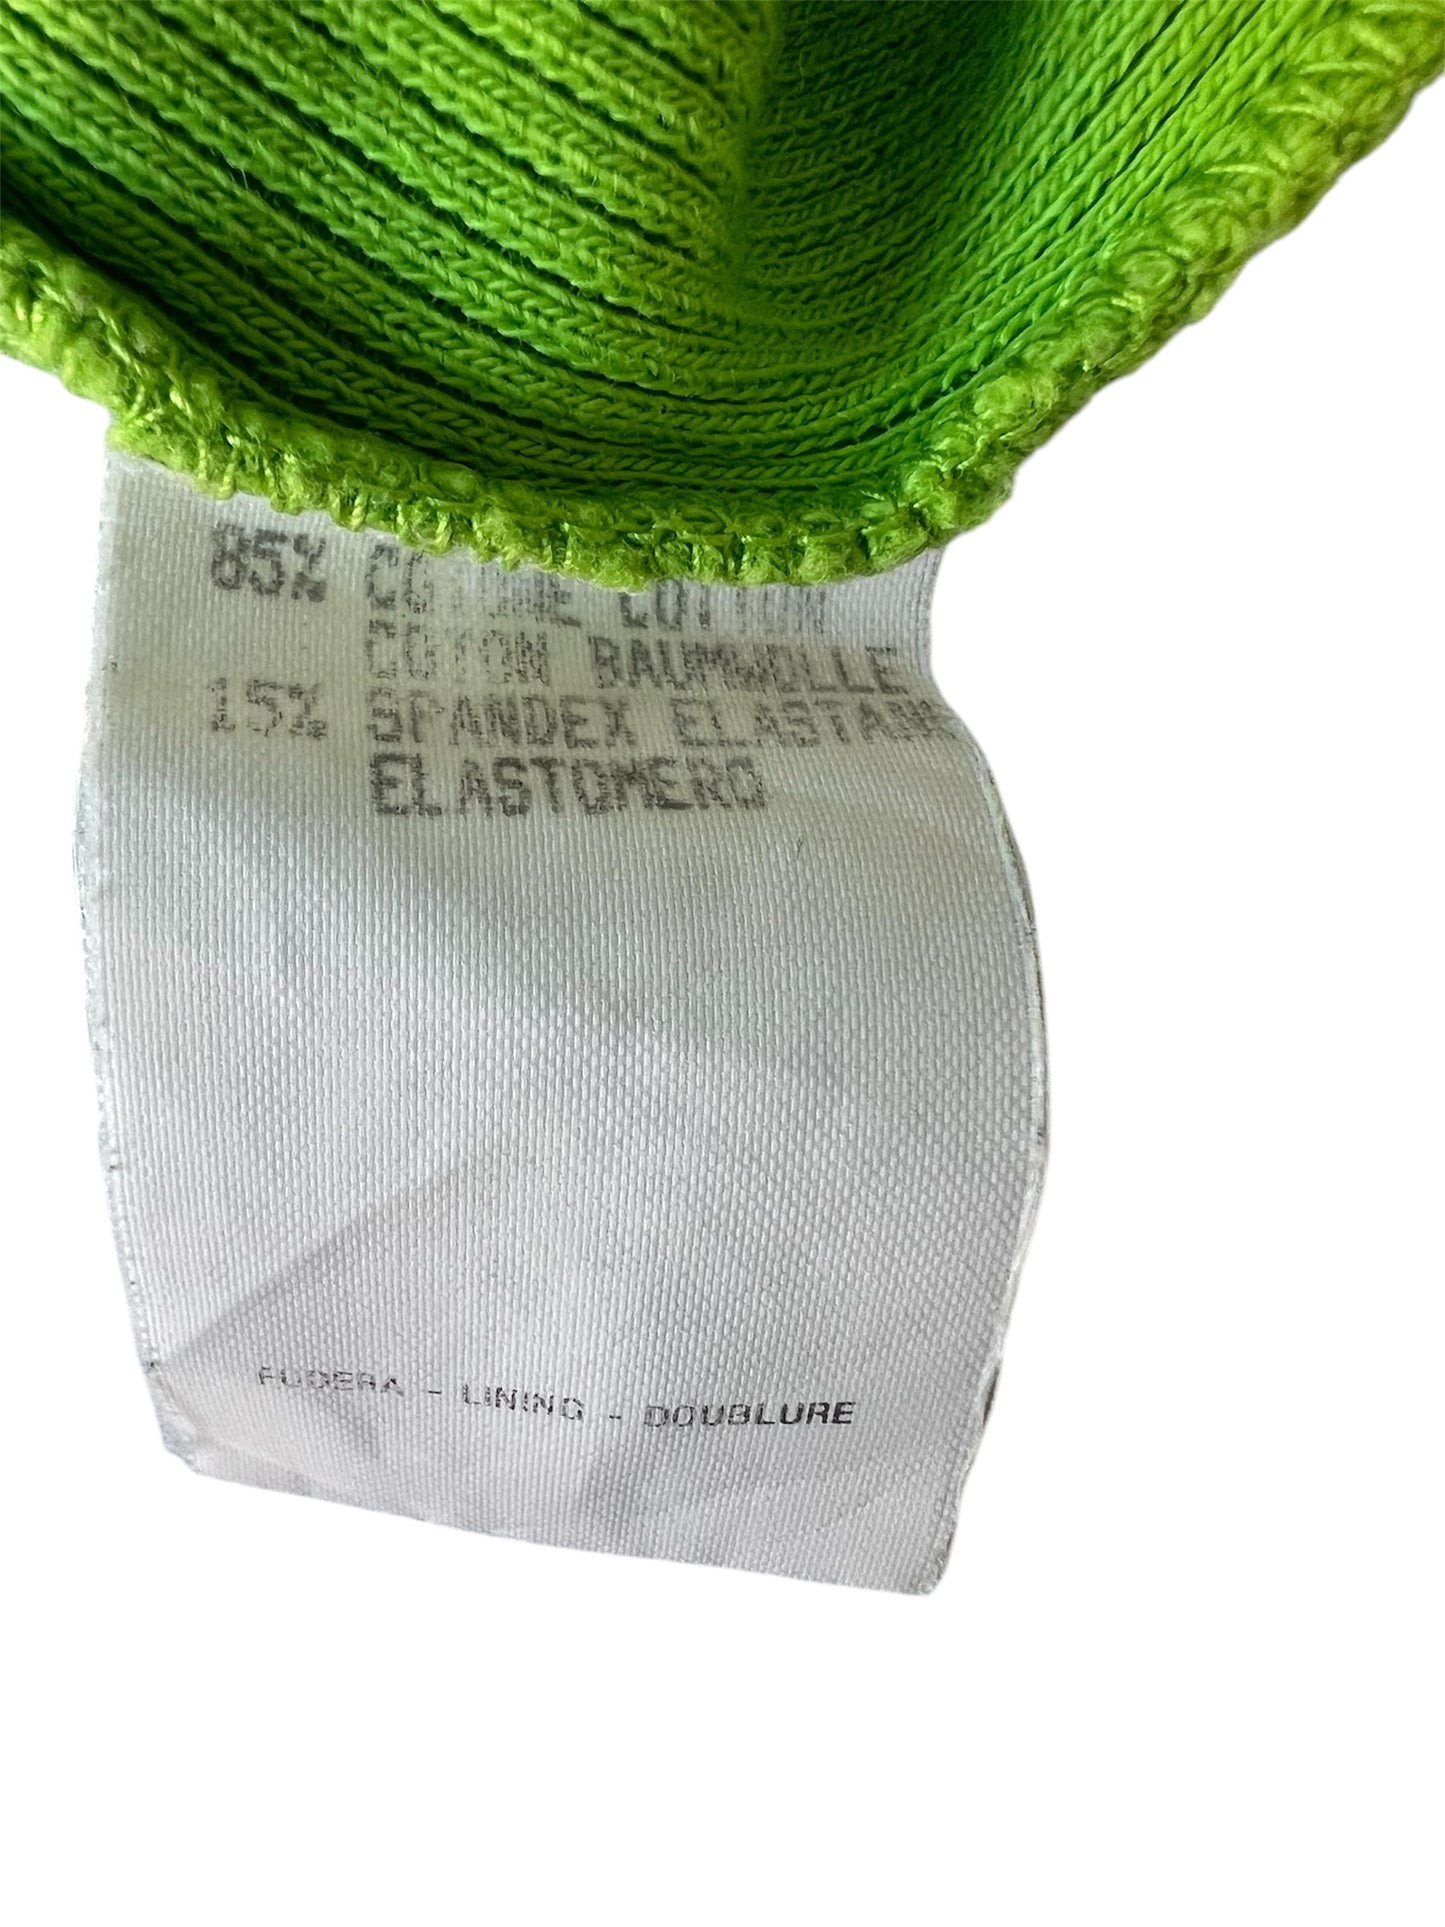 85% COTONE COTTON
COTON BAUMWOLLE
15% SPANDEX ELASTAN
ELASTOMERO
FODERA - LINING - DOUBLURE